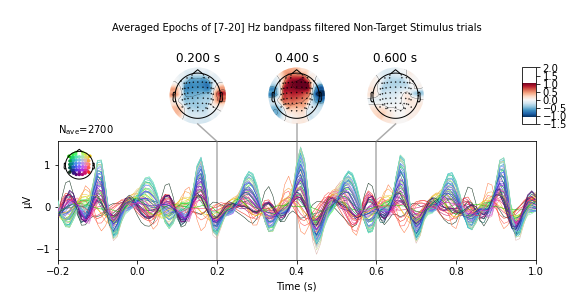 Averaged Epochs of [7-20] Hz bandpass filtered Non-Target Stimulus trials
0.200 s 0.400 s 0.600 s
2.0
1.5
1.0
0.5
0.0
−0.5
−1.0
−1.5
Nave=2700
1
0
−1
µV
−0.2 0.0 0.2 0.4 0.6 0.8 1.0
Time (s)